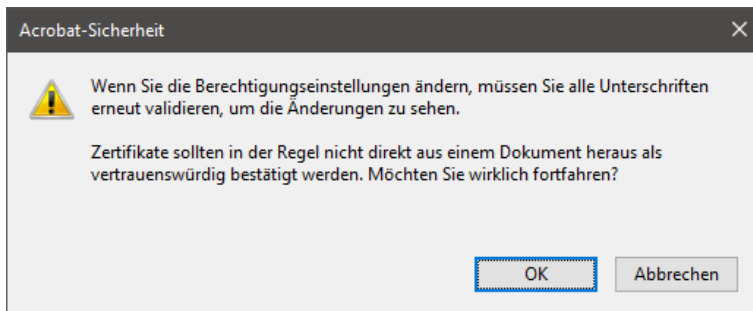 Acrobat-Sicherheit
Wenn Sie die Berechtigungseinstellungen ändern, müssen Sie alle Unterschriften
erneut validieren, um die Änderungen zu sehen.
Zertifikate sollten in der Regel nicht direkt aus einem Dokument heraus als
vertrauenswürdig bestätigt werden. Möchten Sie wirklich fortfahren?
OK
Abbrechen